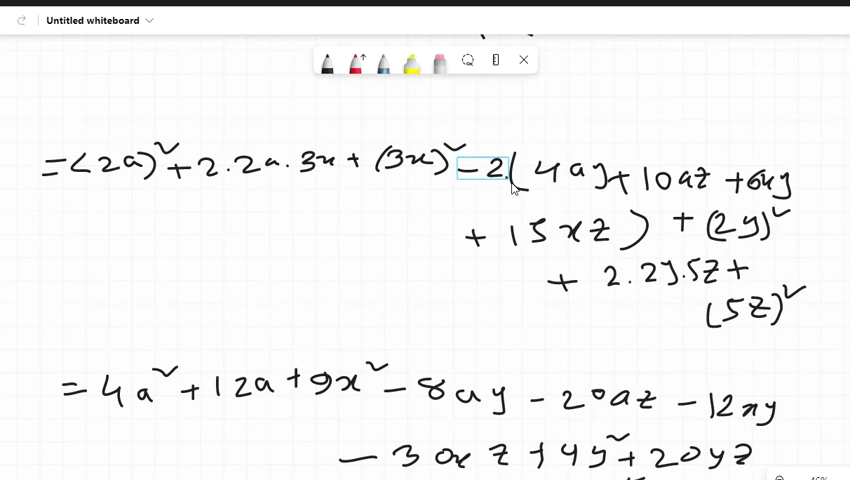 Untitled whiteboard
= (2a)² + 2.2a.3x + (3x)² - 2.(4ay + 10az + 6xy
+ 15xz) + (2y)²
+ 2.2y.5z +
(5z)²
= 4a² + 12a + 9x² - 8ay - 20az - 12xy
- 30xz + 4y² + 20yz